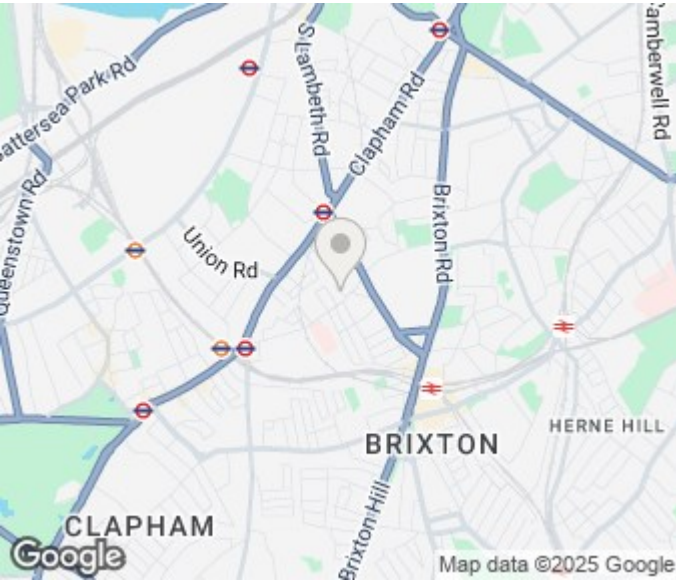 S Lambeth Rd
Clapham Rd
Camberwell Rd
Battersea Park Rd
Queenstown Rd
Union Rd
Brixton Rd
BRIXTON
HERNE HILL
CLAPHAM
Brixton Hill
Google
Map data ©2025 Google